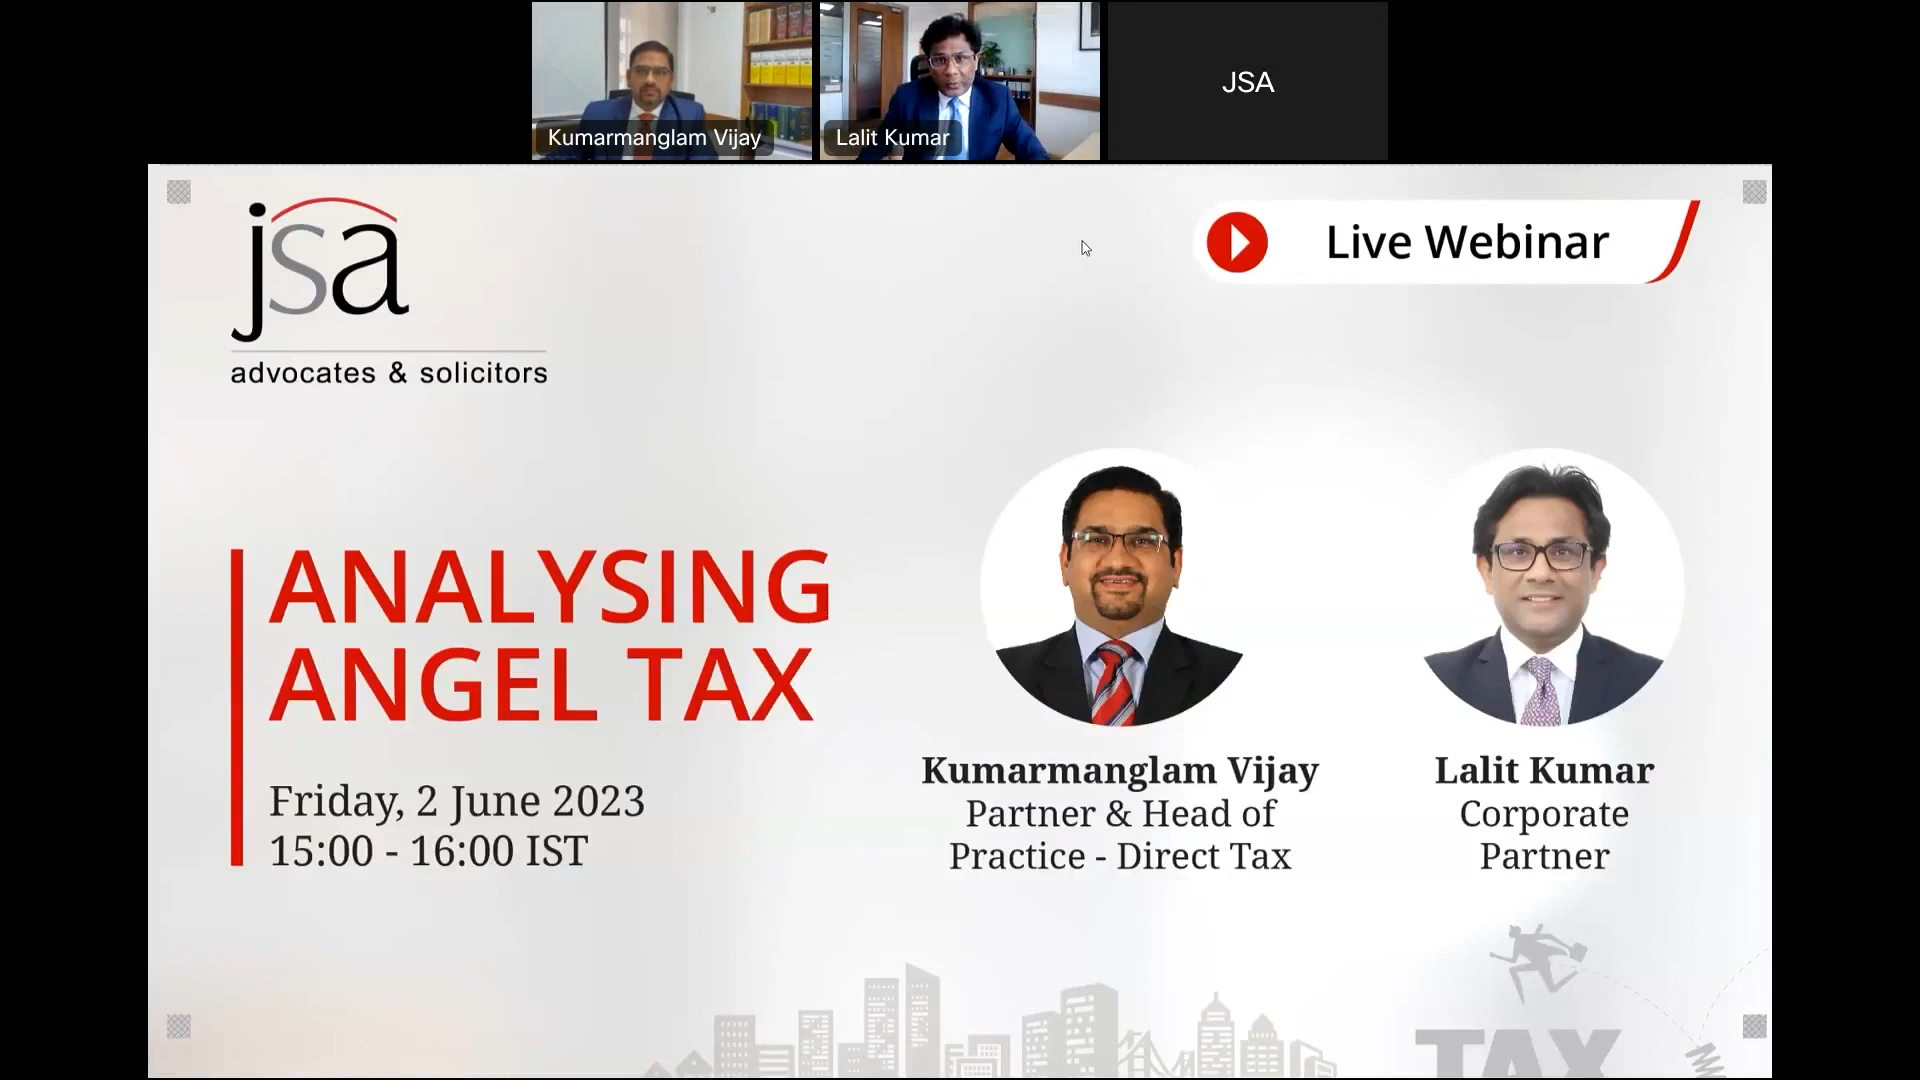 Kumarmanglam Vijay
Lalit Kumar
JSA
jsa
advocates & solicitors
Live Webinar
ANALYSING
ANGEL TAX
Friday, 2 June 2023
15:00 - 16:00 IST
Kumarmanglam Vijay
Partner & Head of
Practice - Direct Tax
Lalit Kumar
Corporate
Partner
TAX